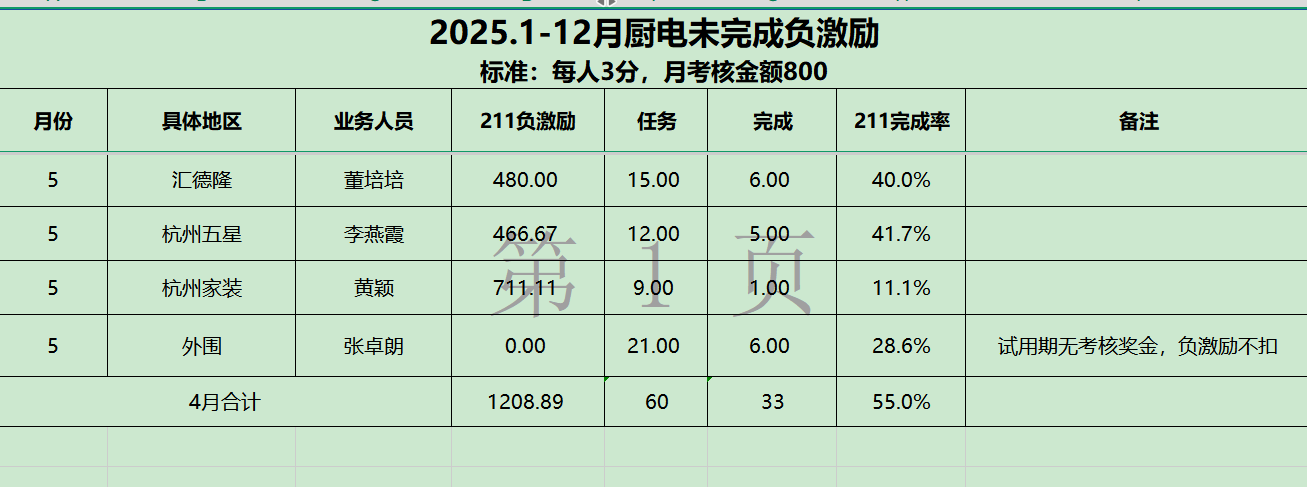 2025.1-12月厨电未完成负激励
标准：每人3分，月考核金额800
月份 具体地区 业务人员 211负激励 任务 完成 211完成率 备注
5 汇德隆 董培培 480.00 15.00 6.00 40.0%
5 杭州五星 李燕霞 466.67 12.00 5.00 41.7%
5 杭州家装 黄颖 711.11 9.00 1.00 11.1%
5 外围 张卓朗 0.00 21.00 6.00 28.6% 试用期无考核奖金，负激励不扣
4月合计 1208.89 60 33 55.0%
第 1 页